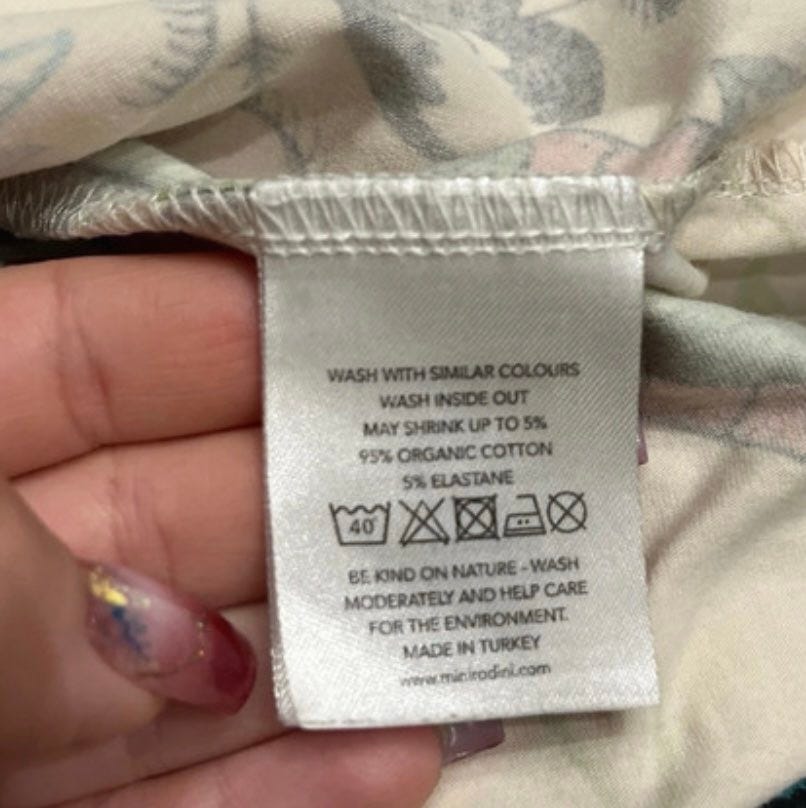 WASH WITH SIMILAR COLOURS
WASH INSIDE OUT
MAY SHRINK UP TO 5%
95% ORGANIC COTTON
5% ELASTANE
40°
BE KIND ON NATURE - WASH
MODERATELY AND HELP CARE
FOR THE ENVIRONMENT.
MADE IN TURKEY
www.minirodini.com